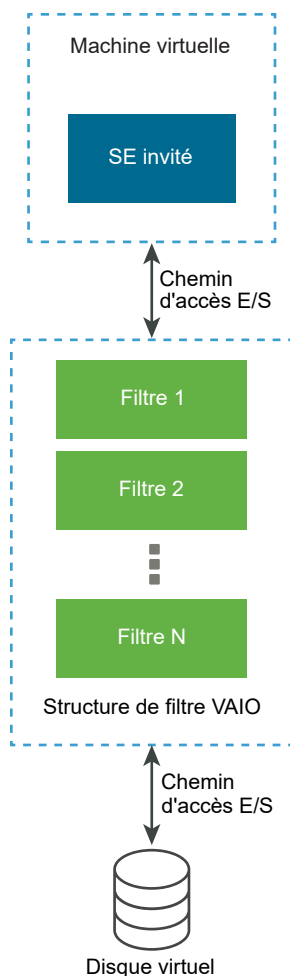 Machine virtuelle
SE invité
Chemin
d'accès E/S
Filtre 1
Filtre 2
Filtre N
Structure de filtre VAIO
Chemin
d'accès E/S
Disque virtuel